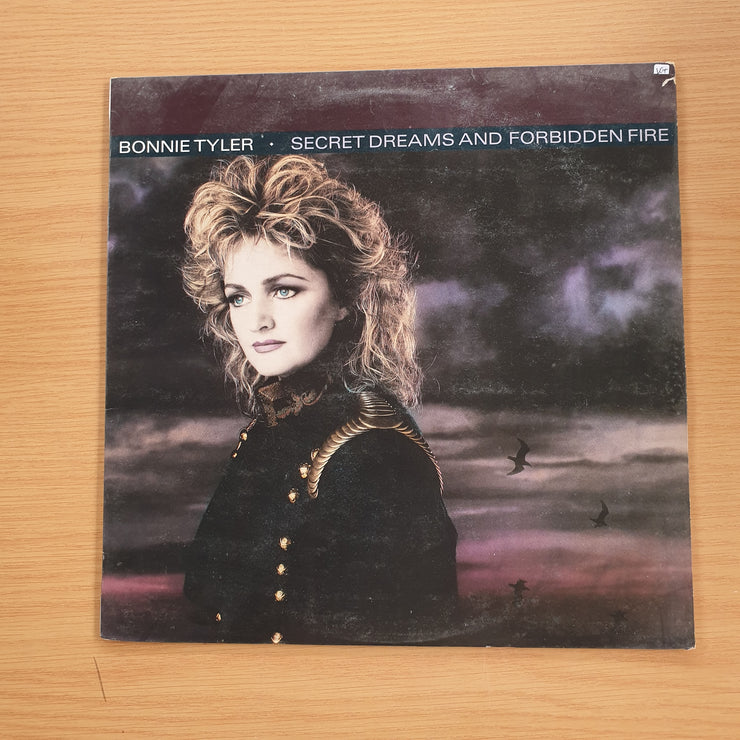 BONNIE TYLER · SECRET DREAMS AND FORBIDDEN FIRE